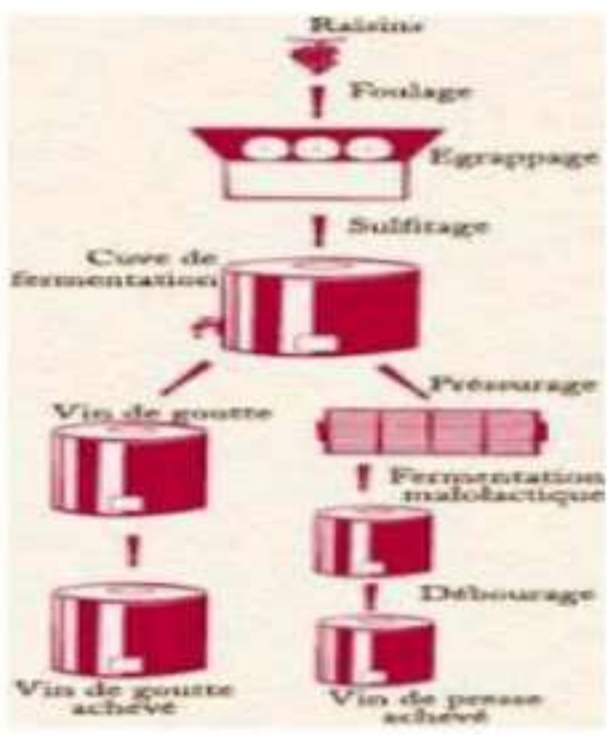 Raisins
Foulage
Egrappage
Sulfitage
Cuve de
fermentation
Préssurage
Vin de goutte
Fermentation
malolactique
Débourage
Vin de goutte
achevé
Vin de presse
achevé